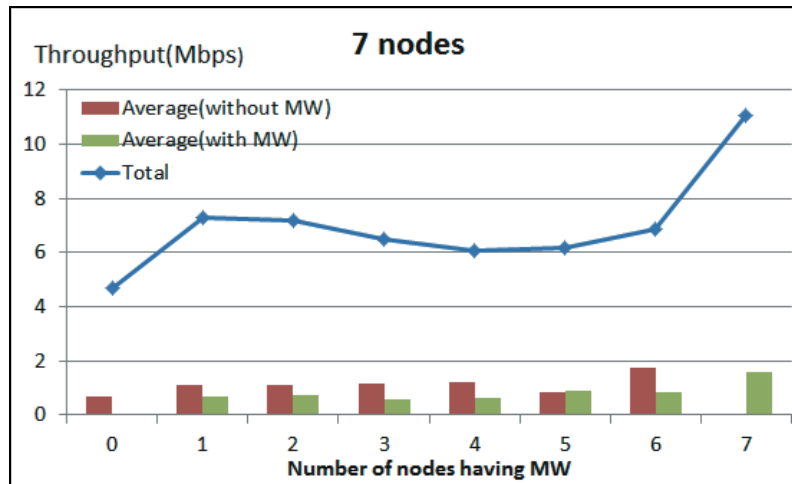 7 nodes
Throughput(Mbps)
12
10
8
6
4
2
0
Average(without MW)
Average(with MW)
Total
0 1 2 3 4 5 6 7
Number of nodes having MW